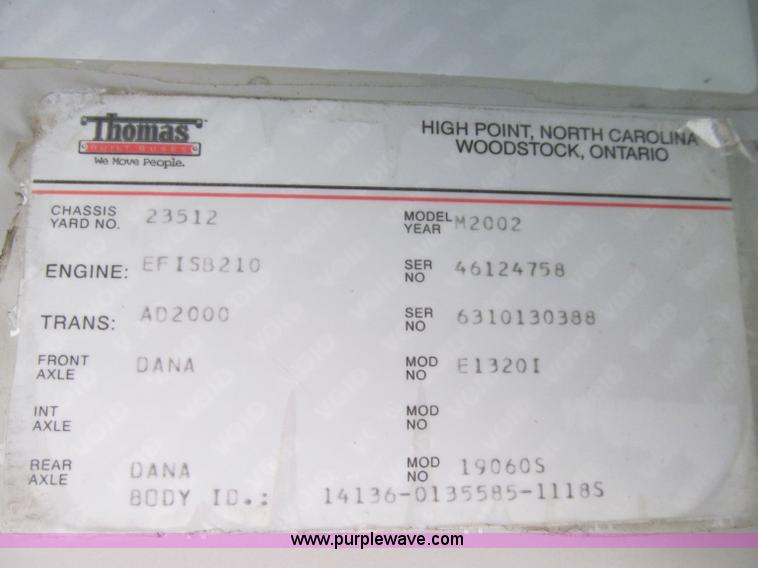 Thomas
BUILT BUSES
We Move People.
HIGH POINT, NORTH CAROLINA
WOODSTOCK, ONTARIO
CHASSIS YARD NO. 23512
MODEL YEAR M2002
ENGINE: EFISB210
SER NO 46124758
TRANS: AD2000
SER NO 6310130388
FRONT AXLE DANA
MOD NO E1320I
INT AXLE
MOD NO
REAR AXLE DANA
MOD NO 19060S
BODY ID.: 14136-0135585-1118S
www.purplewave.com